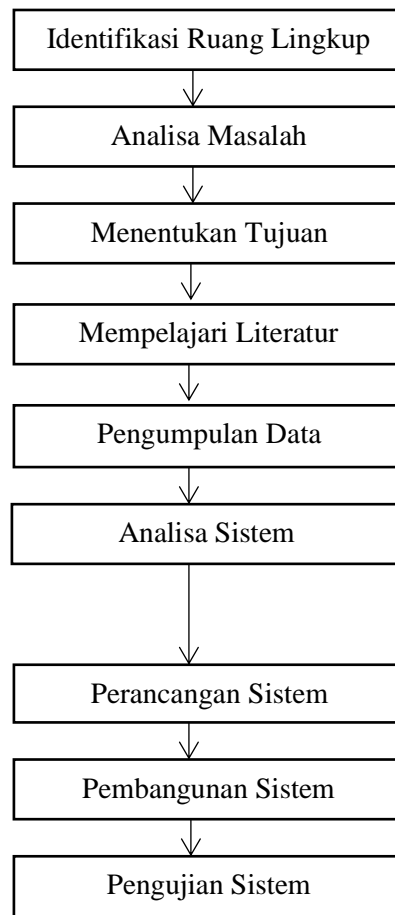 Identifikasi Ruang Lingkup
Analisa Masalah
Menentukan Tujuan
Mempelajari Literatur
Pengumpulan Data
Analisa Sistem
Perancangan Sistem
Pembangunan Sistem
Pengujian Sistem